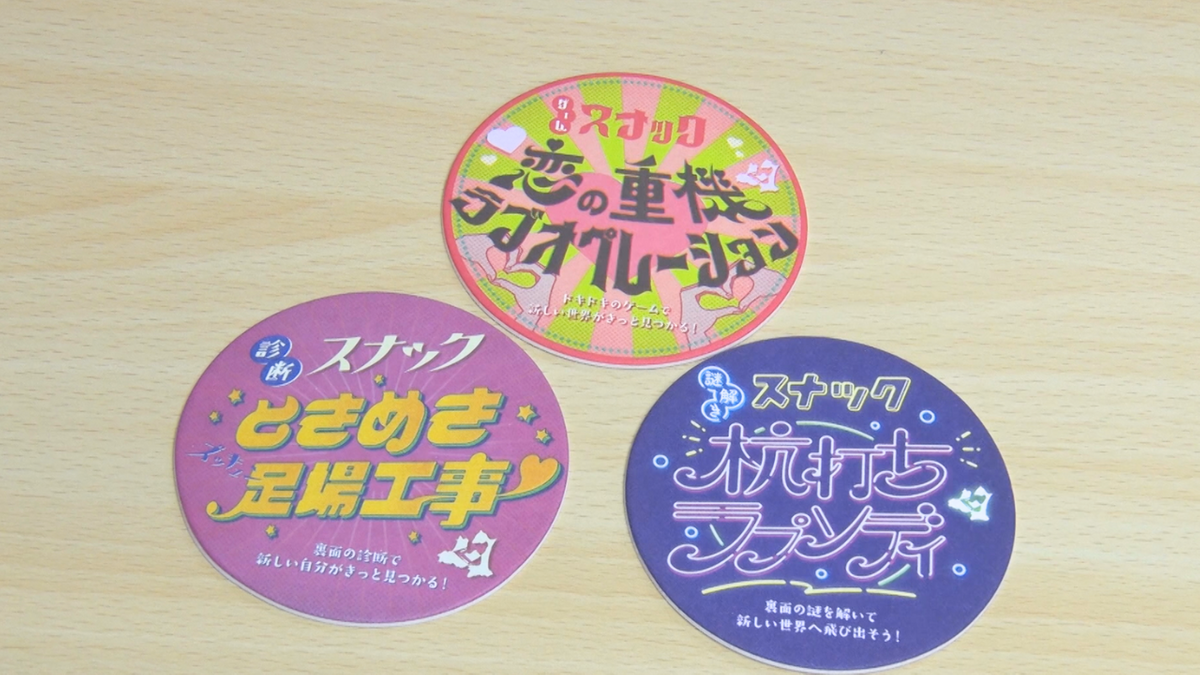 ゲーム
スナック
恋の重機
ラブオペレーション
ドキドキのゲームで
新しい世界がきっと見つかる！
診断
スナック
ときめき
足場工事
裏面の診断で
新しい自分がきっと見つかる！
謎解き
スナック
杭打ち
ラプソディ
裏面の謎を解いて
新しい世界へ飛び出そう！